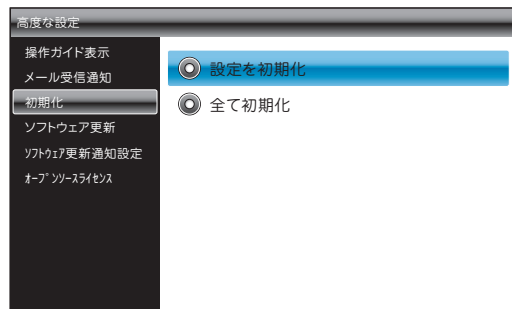 高度な設定
操作ガイド表示
メール受信通知
初期化
ソフトウェア更新
ソフトウェア更新通知設定
オープンソースライセンス
設定を初期化
全て初期化